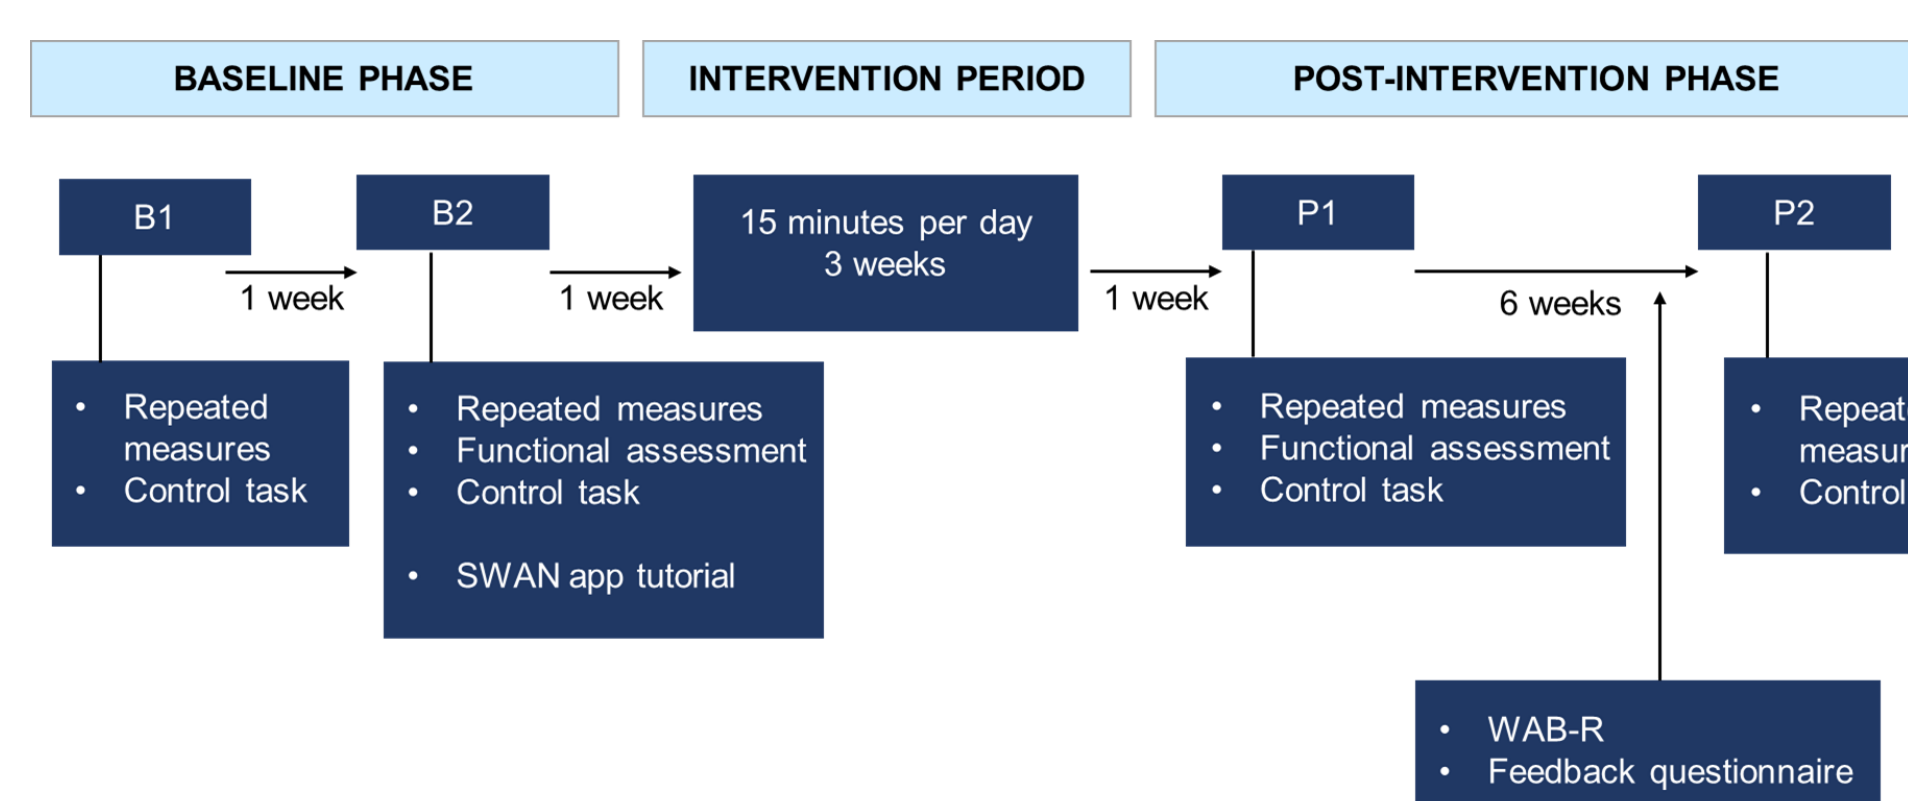 BASELINE PHASE
INTERVENTION PERIOD
POST-INTERVENTION PHASE
B1
B2
15 minutes per day
3 weeks
P1
P2
1 week
1 week
1 week
6 weeks
• Repeated
measures
• Control task
• Repeated measures
• Functional assessment
• Control task
• SWAN app tutorial
• Repeated measures
• Functional assessment
• Control task
• Control
• WAB-R
• Feedback questionnaire